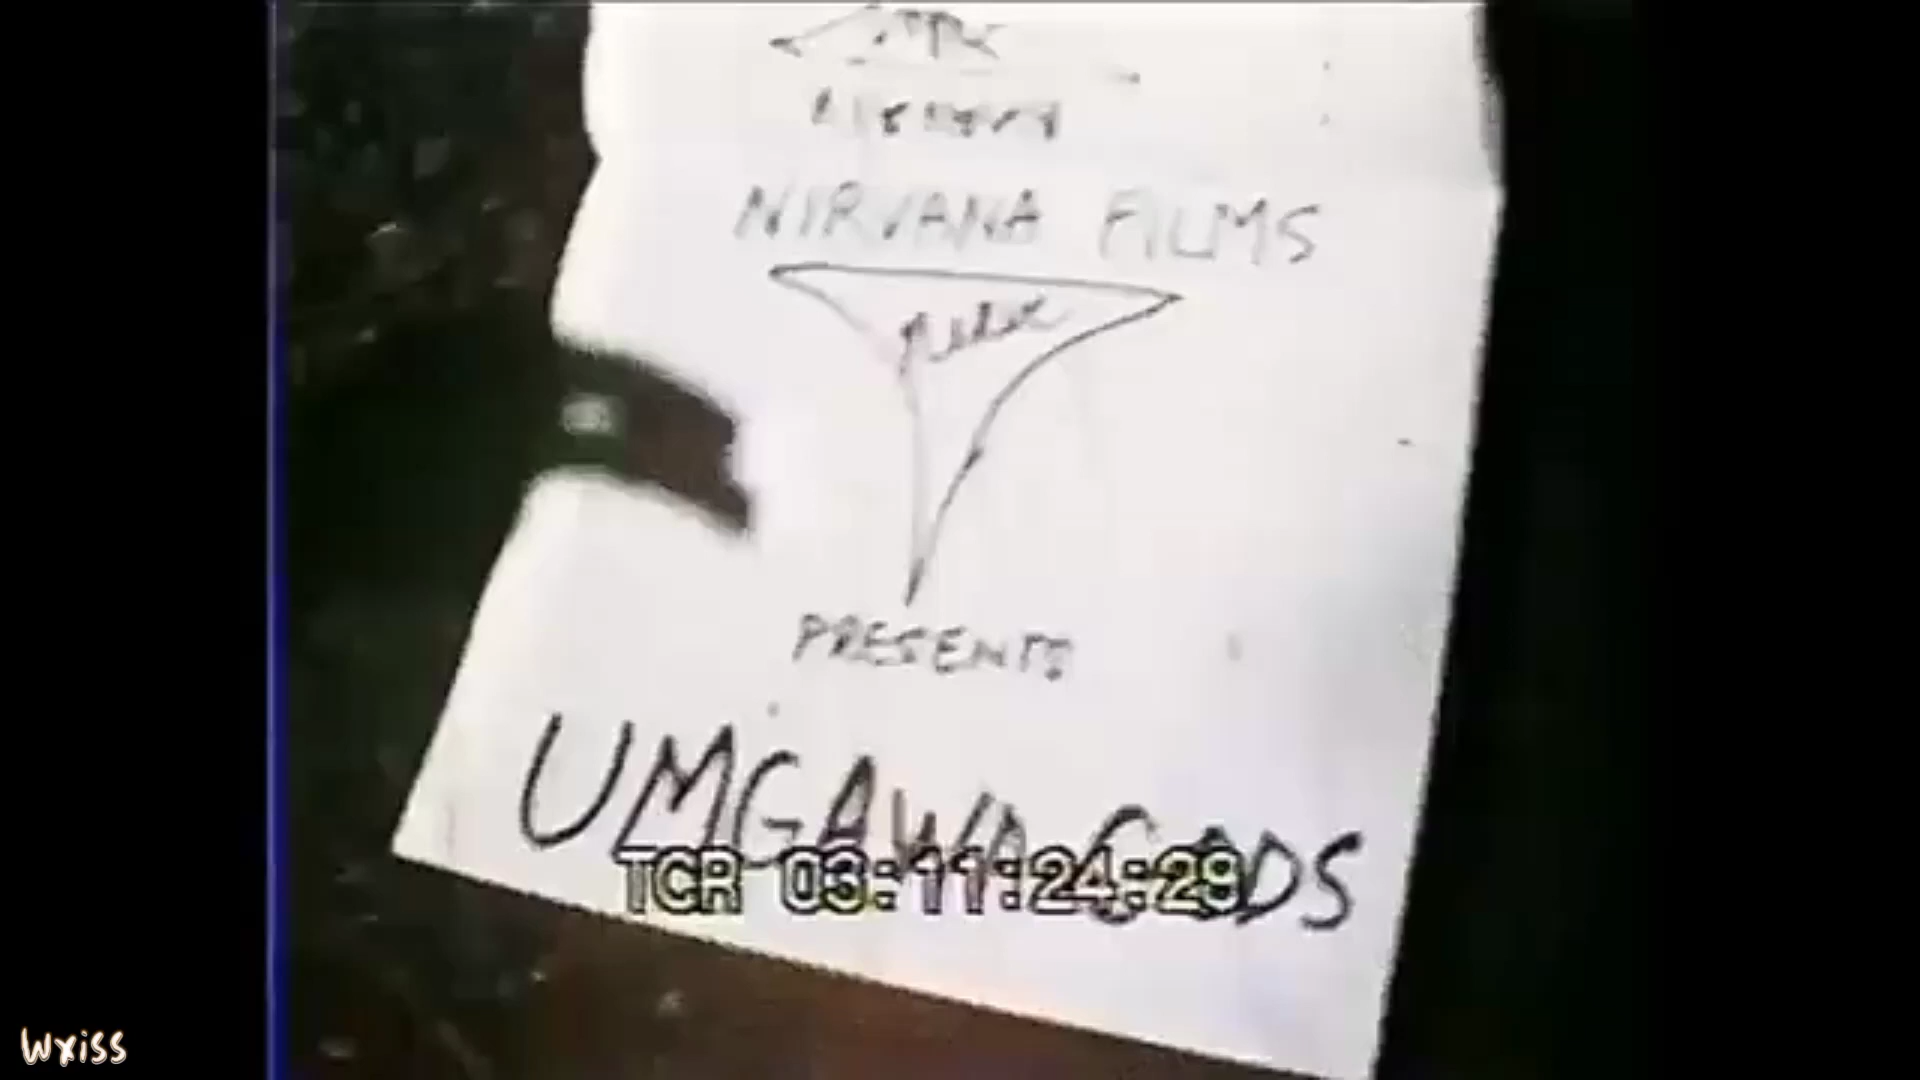 NIRVANA FILMS
PRESENTS
UMGAWA GODS
TCR 03:11:24:29
Wxiss